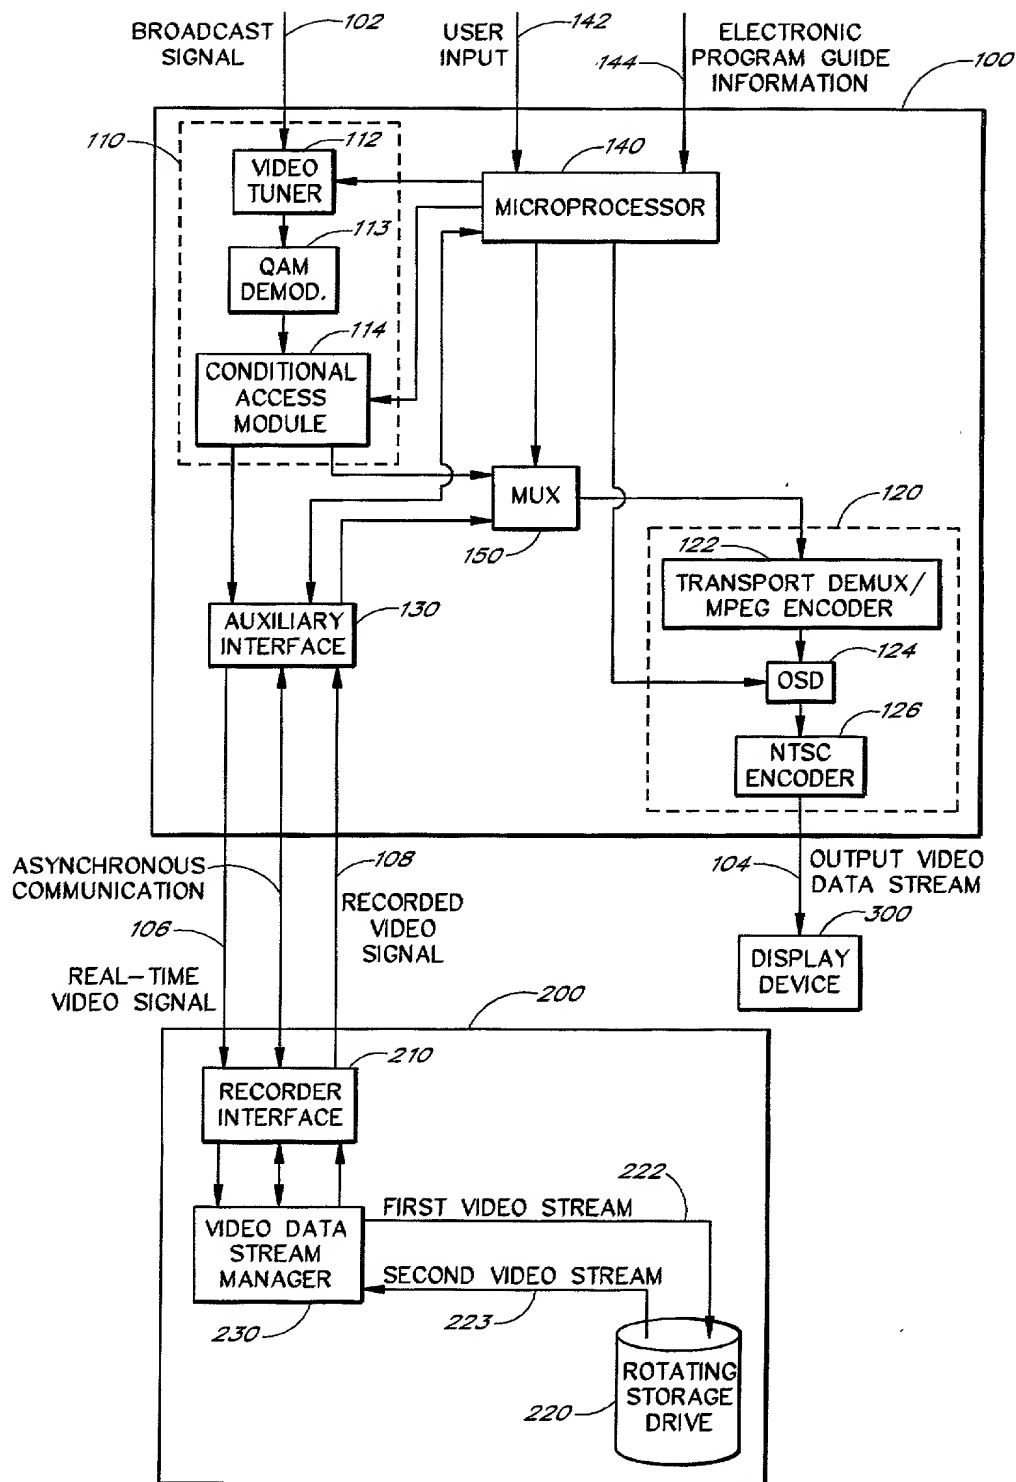 BROADCAST
SIGNAL
102
USER
INPUT
142
144
ELECTRONIC
PROGRAM GUIDE
INFORMATION
100
110
112
VIDEO
TUNER
140
MICROPROCESSOR
113
QAM
DEMOD.
114
CONDITIONAL
ACCESS
MODULE
MUX
150
120
122
TRANSPORT DEMUX/
MPEG ENCODER
AUXILIARY
INTERFACE
130
124
OSD
126
NTSC
ENCODER
ASYNCHRONOUS
COMMUNICATION
108
RECORDED
VIDEO
SIGNAL
104
OUTPUT VIDEO
DATA STREAM
106
REAL-TIME
VIDEO SIGNAL
300
DISPLAY
DEVICE
200
210
RECORDER
INTERFACE
222
FIRST VIDEO STREAM
VIDEO DATA
STREAM
MANAGER
SECOND VIDEO STREAM
230
223
ROTATING
STORAGE
DRIVE
220